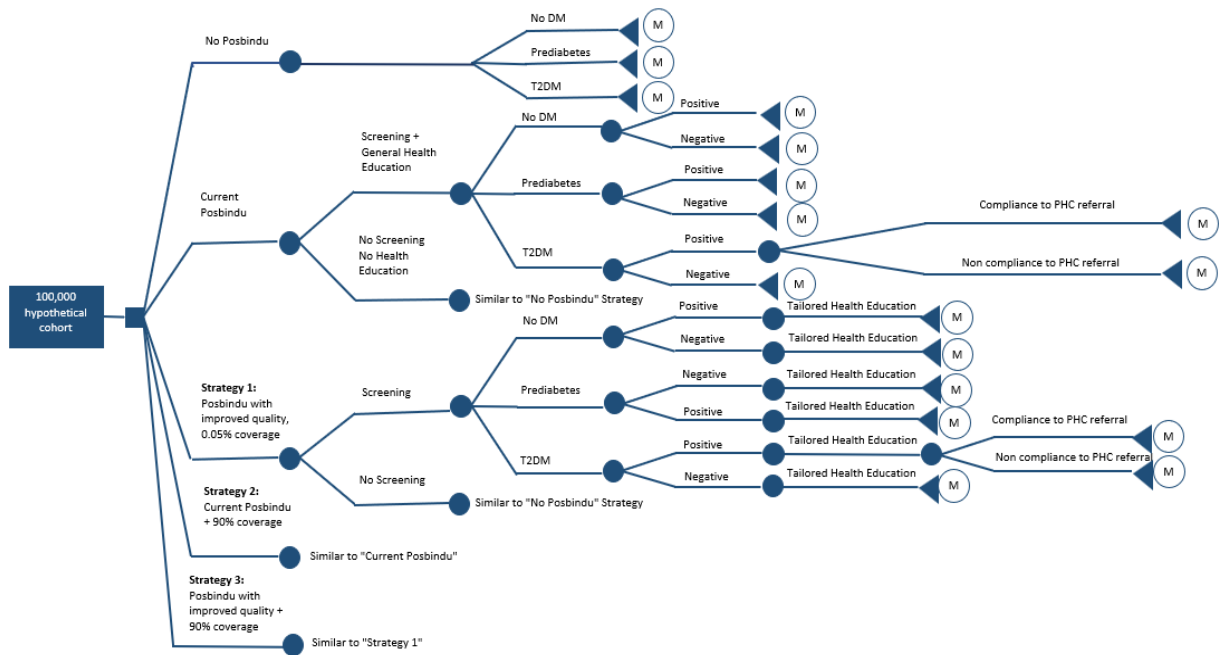 No DM
M
No Posbindu
Prediabetes
M
T2DM
M
Positive
M
No DM
Screening +
General Health
Education
Negative
M
Positive
M
Prediabetes
Current
Posbindu
Negative
M
Compliance to PHC referral
M
No Screening
No Health
Education
T2DM
Positive
Non compliance to PHC referral
M
Negative
M
100,000
hypothetical
cohort
Similar to "No Posbindu" Strategy
No DM
Positive
Tailored Health Education
M
Negative
Tailored Health Education
M
Strategy 1:
Posbindu with
improved quality,
0.05% coverage
Screening
Prediabetes
Negative
Tailored Health Education
M
Positive
Tailored Health Education
M
Compliance to PHC referral
M
T2DM
Positive
Tailored Health Education
Non compliance to PHC referral
M
Negative
Tailored Health Education
M
No Screening
Similar to "No Posbindu" Strategy
Strategy 2:
Current Posbindu
+ 90% coverage
Similar to "Current Posbindu"
Strategy 3:
Posbindu with
improved quality +
90% coverage
Similar to "Strategy 1"